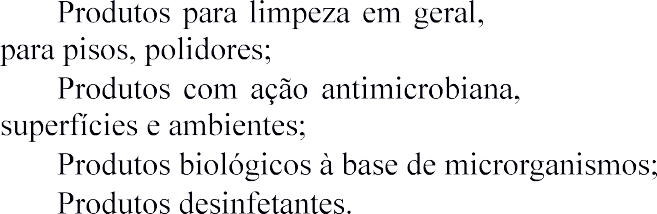 Produtos para limpeza em geral,
para pisos, polidores;
Produtos com ação antimicrobiana,
superfícies e ambientes;
Produtos biológicos à base de microrganismos;
Produtos desinfetantes.